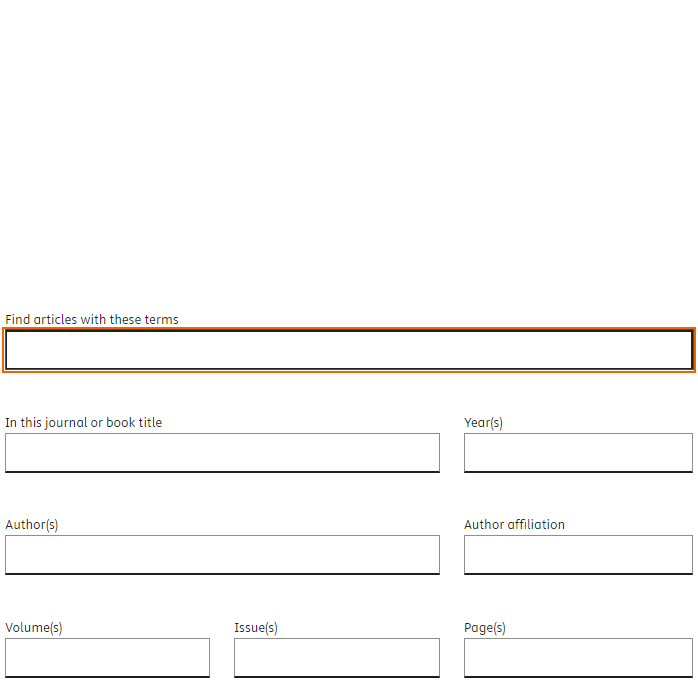 Find articles with these terms
In this journal or book title
Year(s)
Author(s)
Author affiliation
Volume(s)
Issue(s)
Page(s)